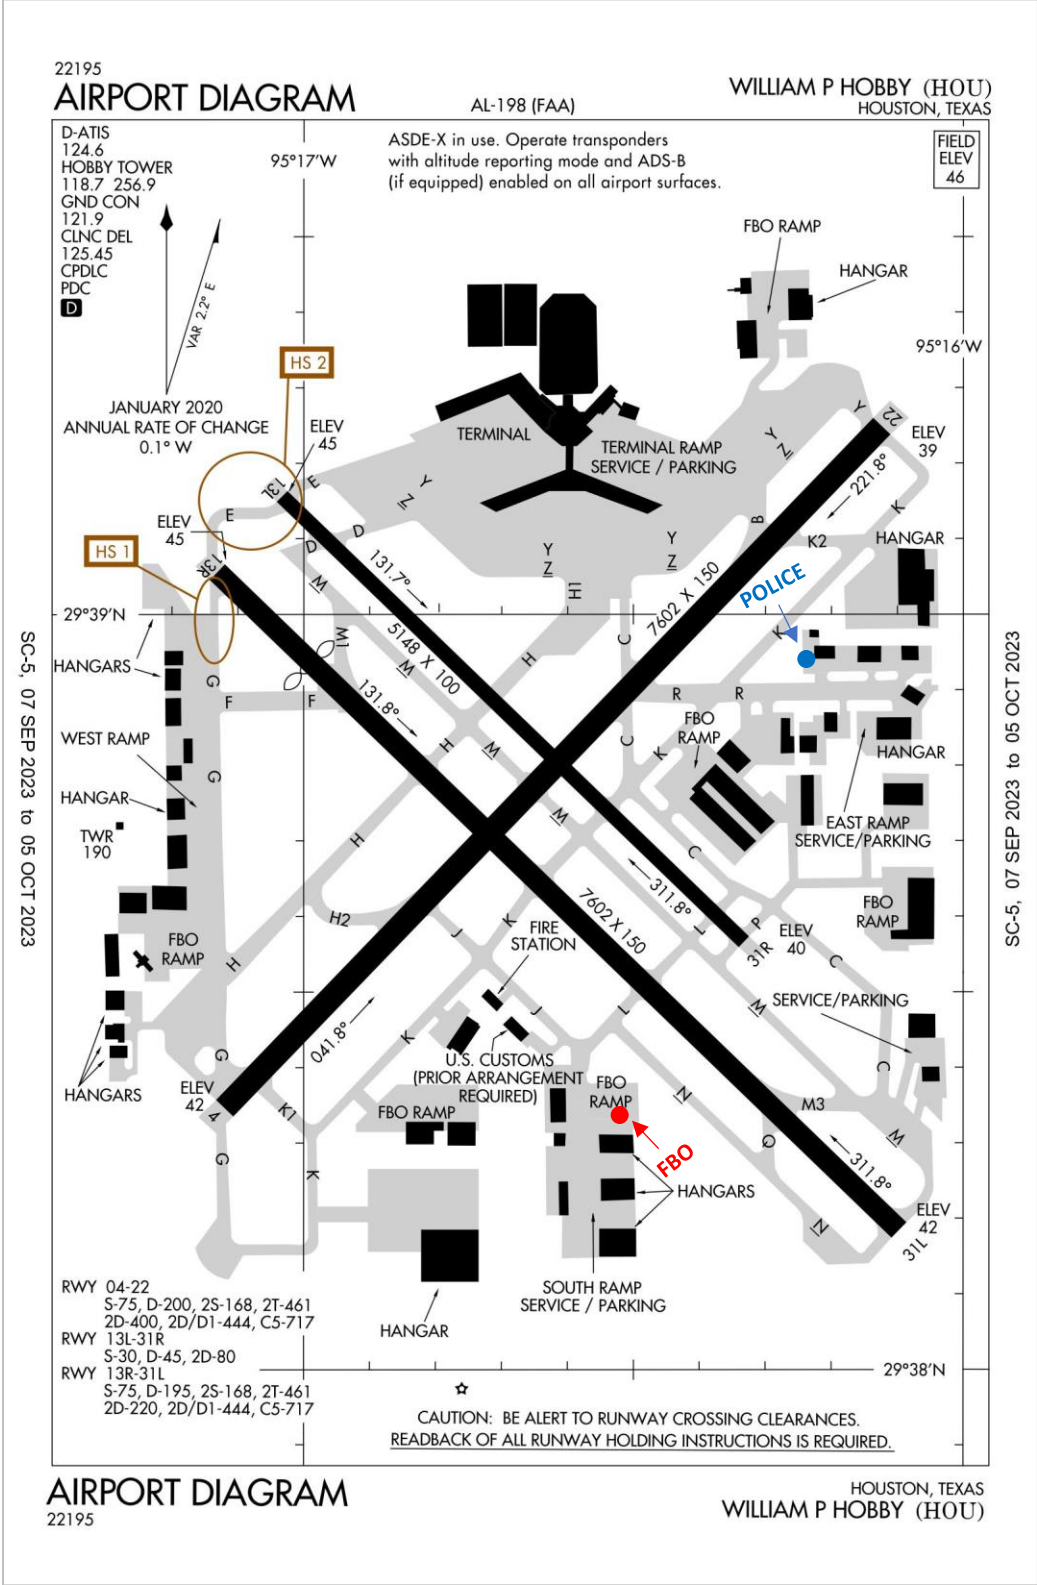 22195
AIRPORT DIAGRAM
AL-198 (FAA)
WILLIAM P HOBBY (HOU)
HOUSTON, TEXAS
D-ATIS
124.6
HOBBY TOWER
118.7 256.9
GND CON
121.9
CLNC DEL
125.45
CPDLC
PDC
D
95°17'W
ASDE-X in use. Operate transponders
with altitude reporting mode and ADS-B
(if equipped) enabled on all airport surfaces.
FIELD
ELEV
46
VAR 2.2° E
JANUARY 2020
ANNUAL RATE OF CHANGE
0.1° W
FBO RAMP
HANGAR
95°16'W
HS 2
ELEV
45
TERMINAL
TERMINAL RAMP
SERVICE / PARKING
Y
22
ELEV
39
221.8°
Y
Z
Y
Z
13L
E
E
ELEV
45
HS 1
13R
D
D
B
K
K2
HANGAR
W
131.7°
Y
Z
Y
Z
H1
7602 X 150
POLICE
29°39'N
HANGARS
M1
5148 X 100
W
H
C
K
G
F
F
131.8°
R
R
FBO
RAMP
WEST RAMP
H
W
C
K
HANGAR
G
HANGAR
TWR
190
W
EAST RAMP
SERVICE/PARKING
H
C
311.8°
7602 X 150
FBO
RAMP
H2
J
K
FIRE
STATION
L
P
31R
ELEV
40
C
FBO
RAMP
H
SERVICE/PARKING
J
L
W
041.8°
K
G
U.S. CUSTOMS
(PRIOR ARRANGEMENT
REQUIRED)
C
HANGARS
ELEV
42
4
K1
FBO RAMP
FBO
RAMP
N
M3
W
Q
FBO
311.8°
G
K
HANGARS
N
ELEV
42
31L
SOUTH RAMP
SERVICE / PARKING
HANGAR
RWY 04-22
S-75, D-200, 2S-168, 2T-461
2D-400, 2D/D1-444, C5-717
RWY 13L-31R
S-30, D-45, 2D-80
RWY 13R-31L
S-75, D-195, 2S-168, 2T-461
2D-220, 2D/D1-444, C5-717
29°38'N
CAUTION: BE ALERT TO RUNWAY CROSSING CLEARANCES.
READBACK OF ALL RUNWAY HOLDING INSTRUCTIONS IS REQUIRED.
SC-5, 07 SEP 2023 to 05 OCT 2023
SC-5, 07 SEP 2023 to 05 OCT 2023
AIRPORT DIAGRAM
22195
HOUSTON, TEXAS
WILLIAM P HOBBY (HOU)